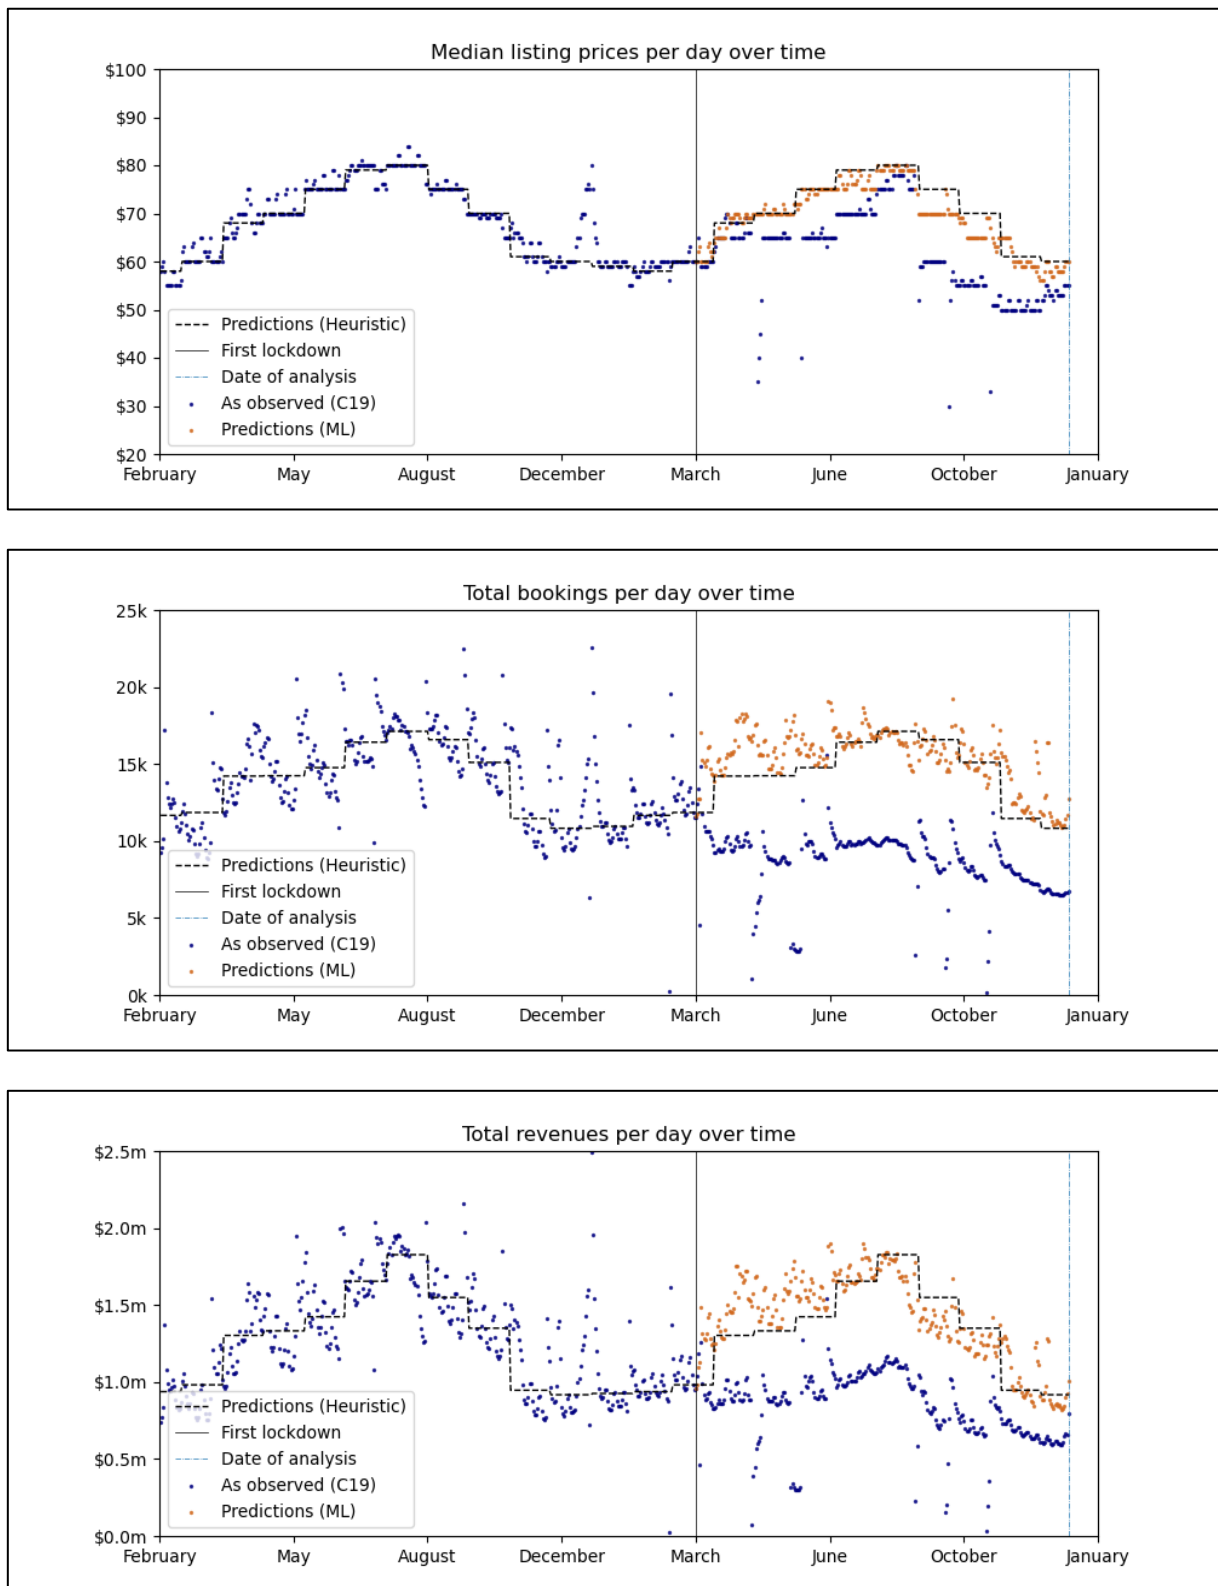 Median listing prices per day over time
$100
$90
$80
$70
$60
$50
$40
$30
$20
Predictions (Heuristic)
First lockdown
Date of analysis
As observed (C19)
Predictions (ML)
February May August December March June October January
Total bookings per day over time
25k
20k
15k
10k
5k
0k
Predictions (Heuristic)
First lockdown
Date of analysis
As observed (C19)
Predictions (ML)
February May August December March June October January
Total revenues per day over time
$2.5m
$2.0m
$1.5m
$1.0m
$0.5m
$0.0m
Predictions (Heuristic)
First lockdown
Date of analysis
As observed (C19)
Predictions (ML)
February May August December March June October January